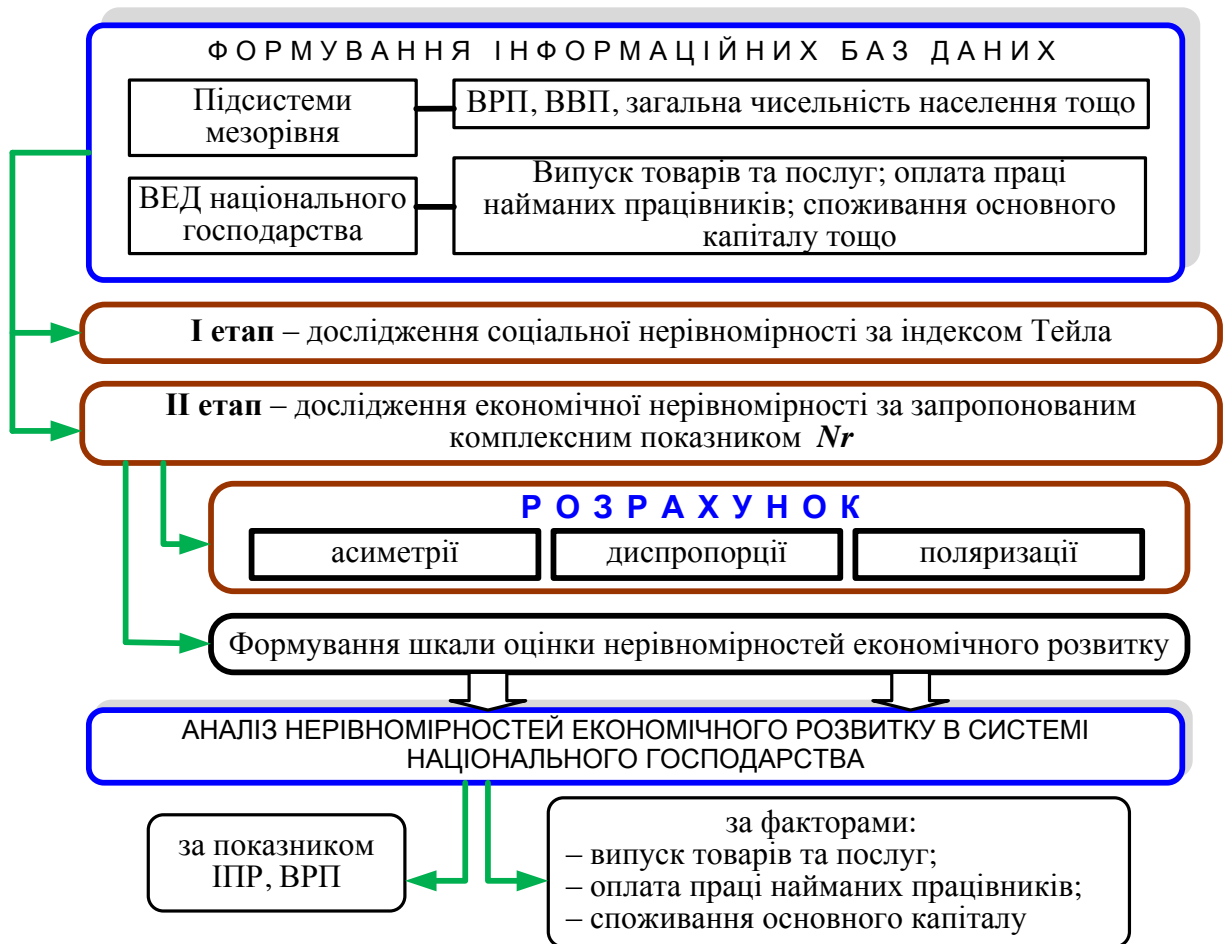 ФОРМУВАННЯ ІНФОРМАЦІЙНИХ БАЗ ДАНИХ
Підсистеми
мезорівня
ВРП, ВВП, загальна чисельність населення тощо
ВЕД національного
господарства
Випуск товарів та послуг; оплата праці
найманих працівників; споживання основного
капіталу тощо
І етап – дослідження соціальної нерівномірності за індексом Тейла
ІІ етап – дослідження економічної нерівномірності за запропонованим
комплексним показником Nr
РОЗРАХУНОК
асиметрії
диспропорції
поляризації
Формування шкали оцінки нерівномірностей економічного розвитку
АНАЛІЗ НЕРІВНОМІРНОСТЕЙ ЕКОНОМІЧНОГО РОЗВИТКУ В СИСТЕМІ
НАЦІОНАЛЬНОГО ГОСПОДАРСТВА
за показником
ІПР, ВРП
за факторами:
– випуск товарів та послуг;
– оплата праці найманих працівників;
– споживання основного капіталу